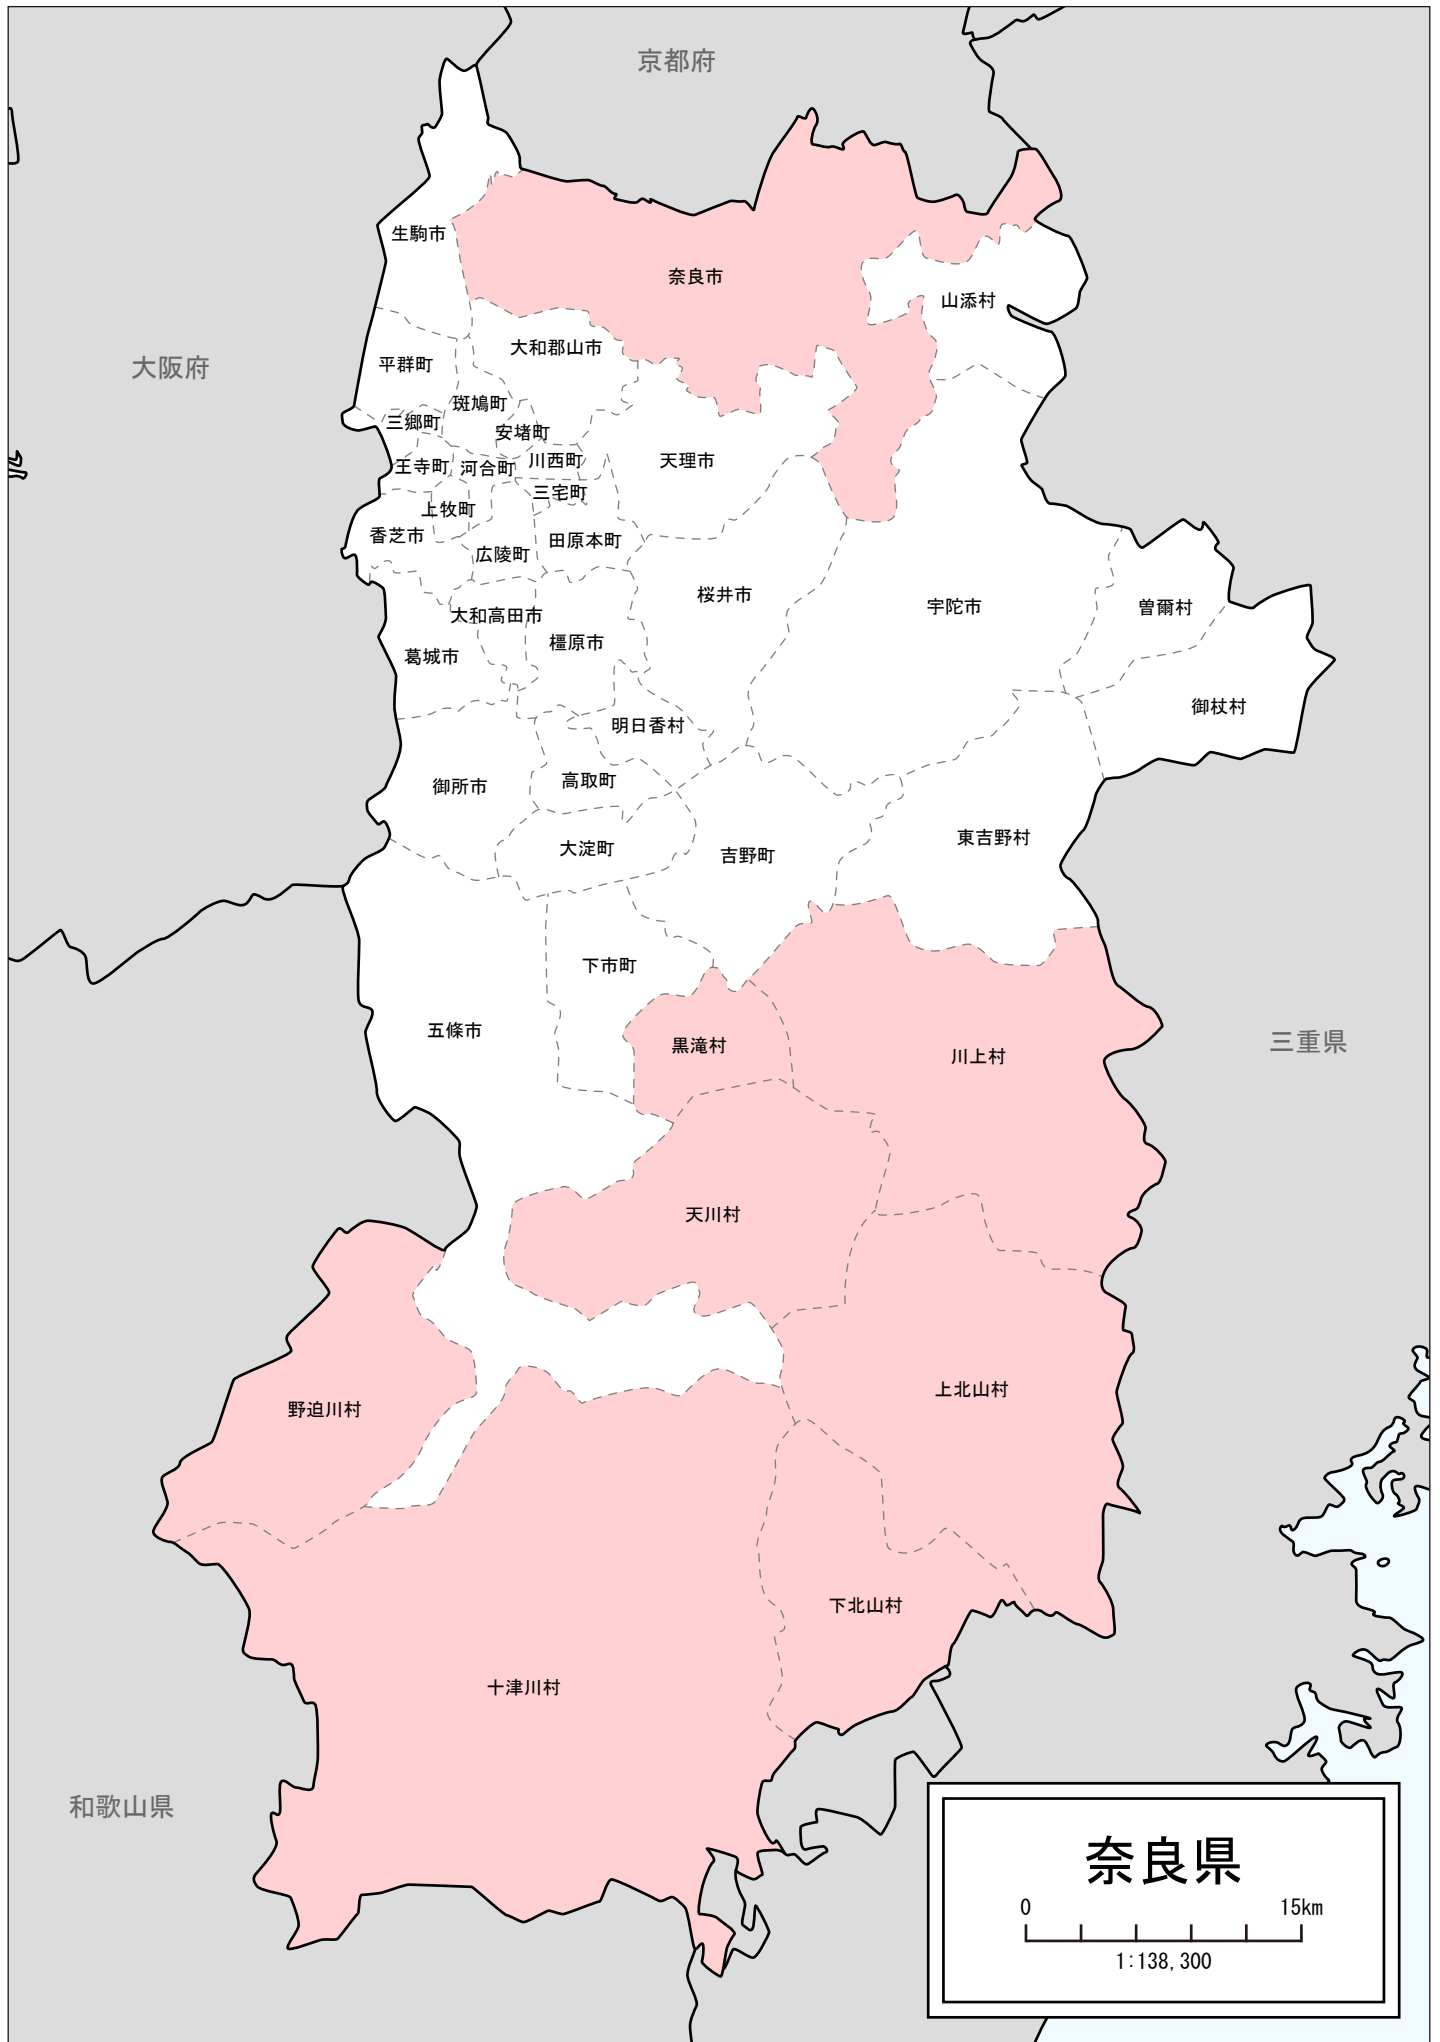 京都府
生駒市
奈良市
山添村
大阪府
大和郡山市
平群町
斑鳩町
三郷町
安堵町
天理市
川西町
王寺町
河合町
三宅町
上牧町
香芝市
広陵町
田原本町
桜井市
宇陀市
曽爾村
大和高田市
橿原市
葛城市
御杖村
明日香村
御所市
高取町
東吉野村
大淀町
吉野町
下市町
五條市
黒滝村
川上村
三重県
天川村
上北山村
野迫川村
下北山村
十津川村
和歌山県
奈良県
0 15km
1:138,300